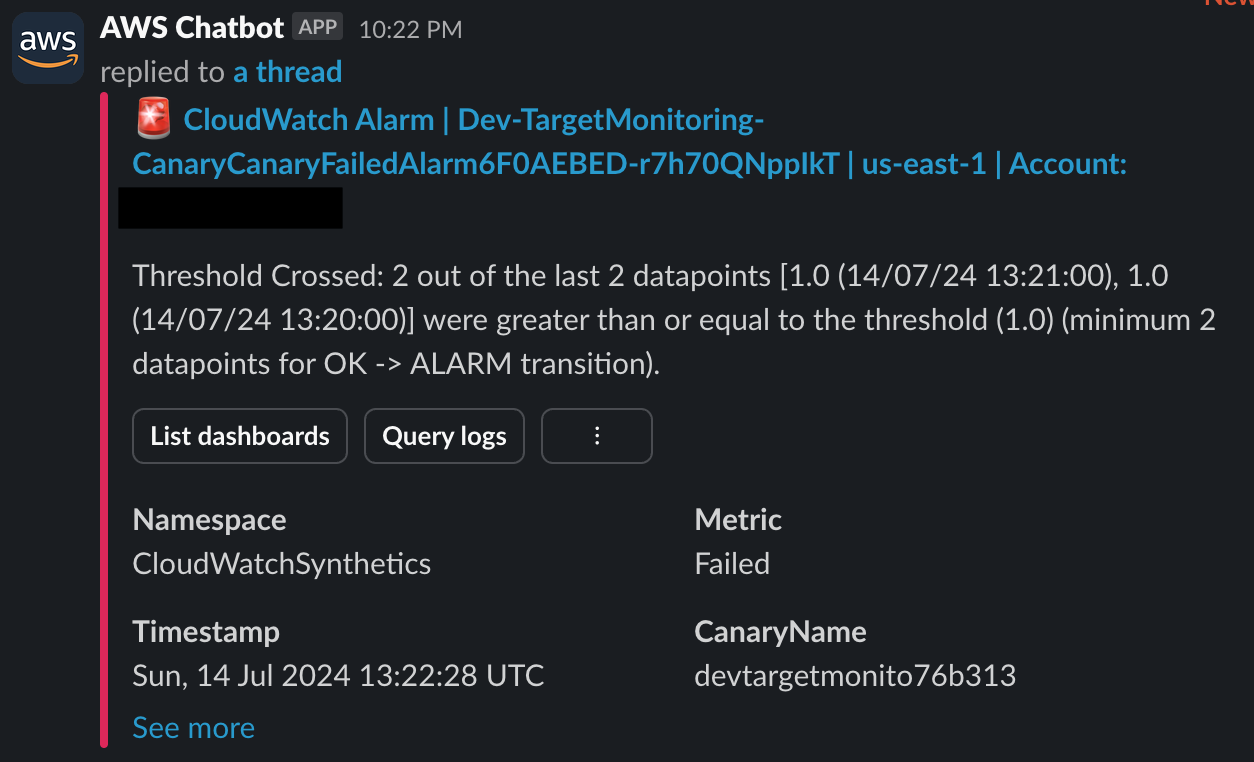 New
aws
AWS Chatbot APP 10:22 PM
replied to a thread
CloudWatch Alarm | Dev-TargetMonitoring-
CanaryCanaryFailedAlarm6F0AEBED-r7h70QNppIkT | us-east-1 | Account:
Threshold Crossed: 2 out of the last 2 datapoints [1.0 (14/07/24 13:21:00), 1.0
(14/07/24 13:20:00)] were greater than or equal to the threshold (1.0) (minimum 2
datapoints for OK -> ALARM transition).
List dashboards Query logs ⋮
Namespace Metric
CloudWatchSynthetics Failed
Timestamp CanaryName
Sun, 14 Jul 2024 13:22:28 UTC devtargetmonito76b313
See more